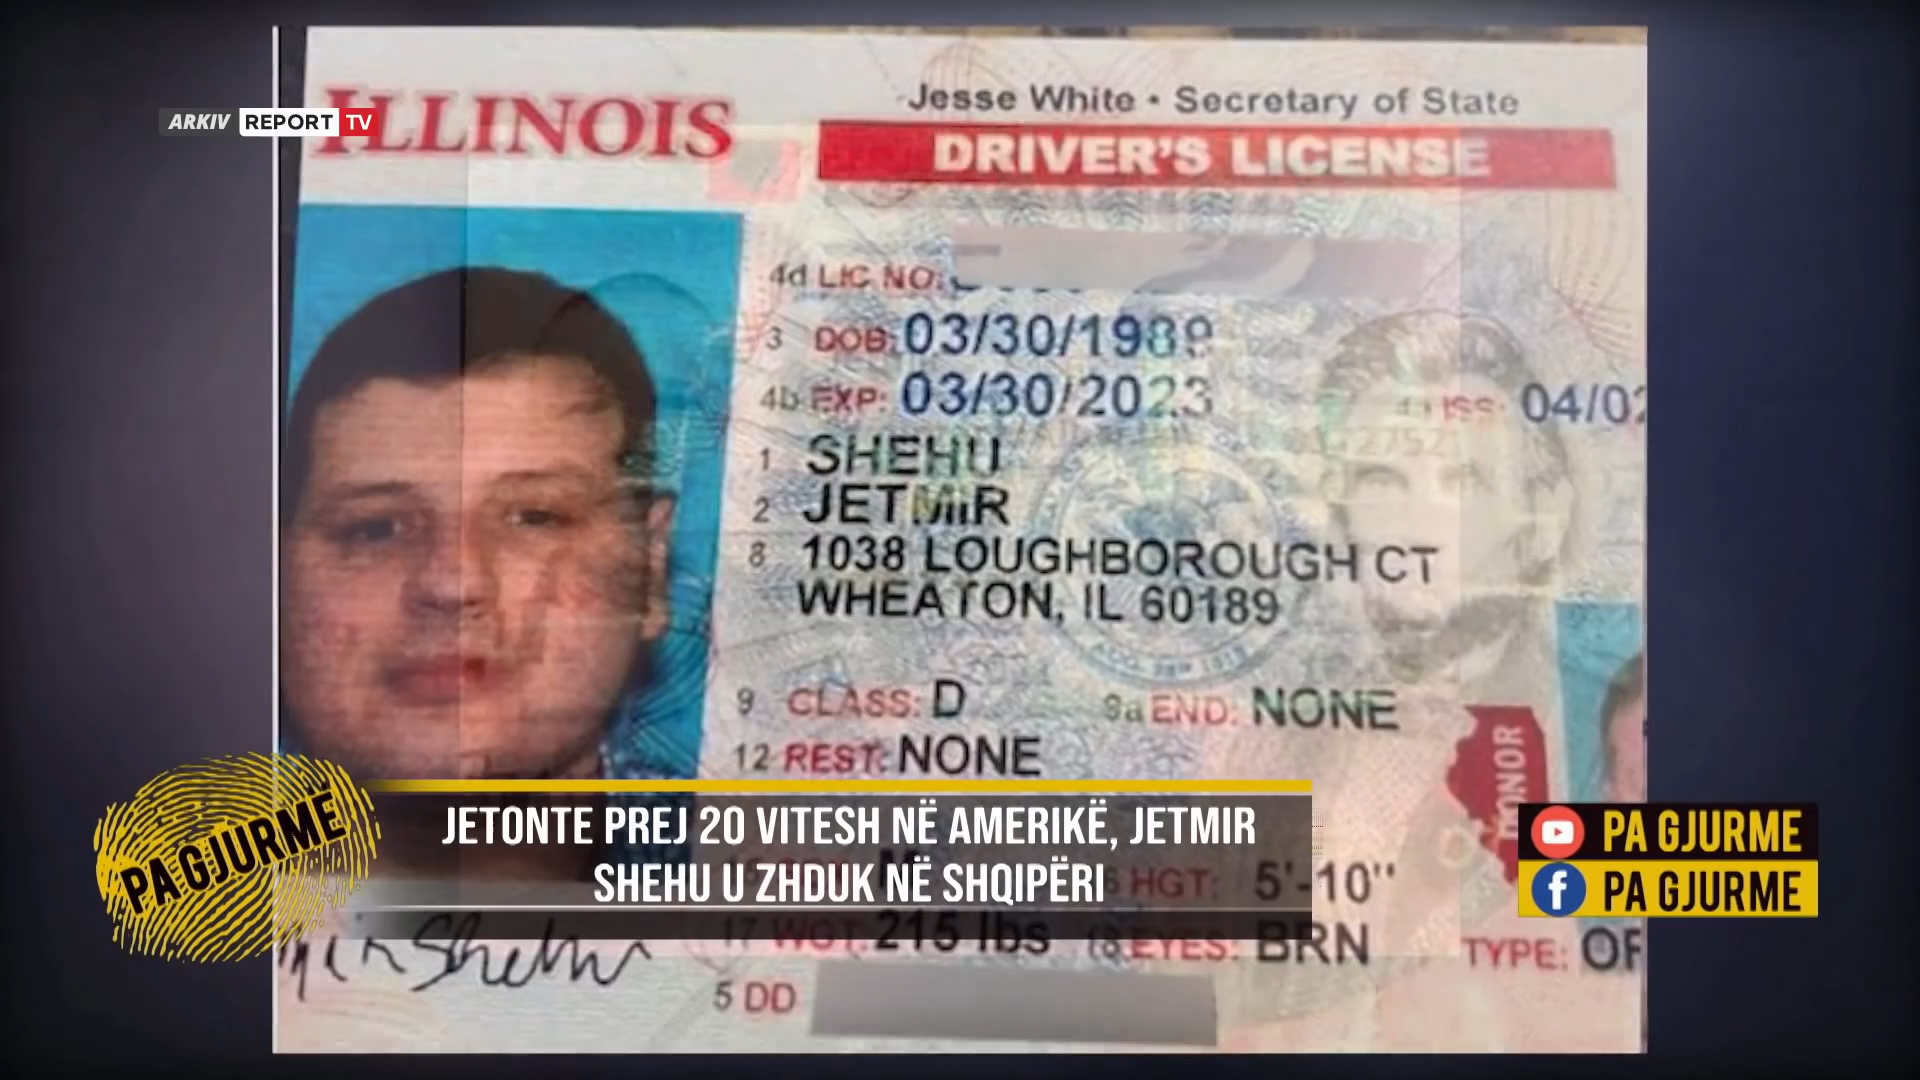 ARKIV REPORT TV
ILLINOIS
Jesse White • Secretary of State
DRIVER'S LICENSE
4d LIC NO:
3 DOB: 03/30/1989
4b EXP: 03/30/2023
ISS: 04/02
1 SHEHU
2 JETMIR
8 1038 LOUGHBOROUGH CT
WHEATON, IL 60189
9 CLASS: D 9a END: NONE
12 REST: NONE
DONOR
PA GJURMË
JETONTE PREJ 20 VITESH NË AMERIKË, JETMIR
SHEHU U ZHDUK NË SHQIPËRI
PA GJURME
PA GJURME
HGT: 5'-10"
17 WGT: 215 lbs 18 EYES: BRN
TYPE: OR
5 DD